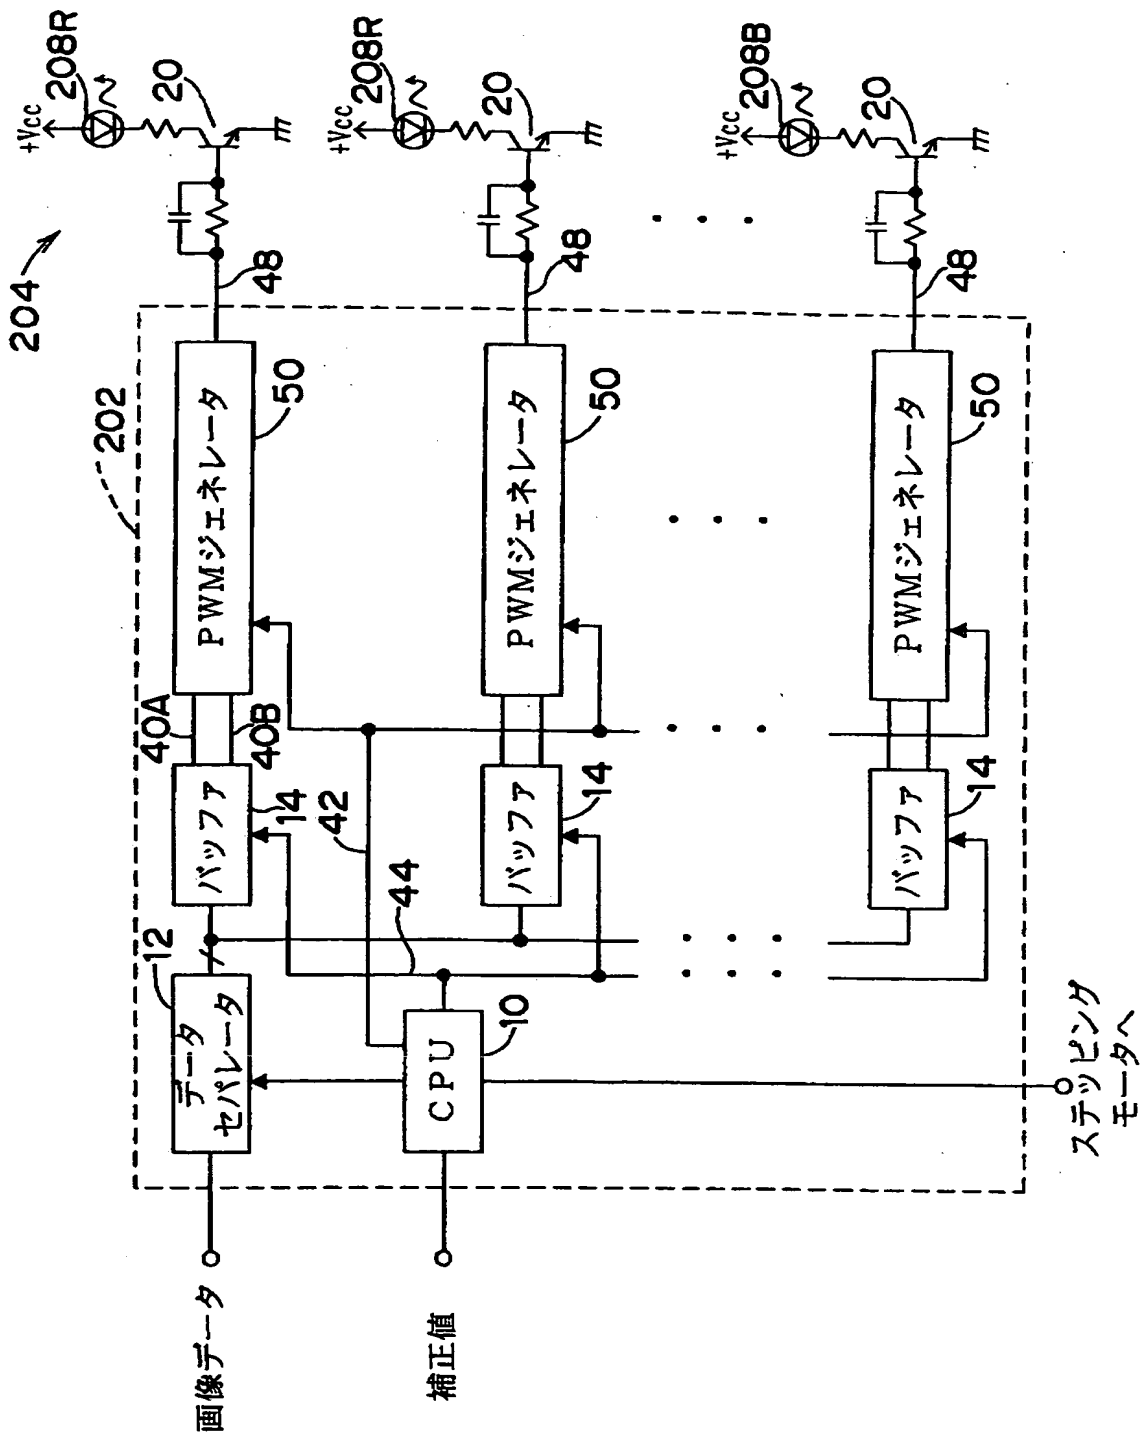 204
202
+Vcc
208R
20
48
PWMジェネレータ
50
40A
40B
バッファ
14
12
データ
セパレータ
画像データ
+Vcc
208R
20
48
PWMジェネレータ
50
バッファ
14
42
44
CPU
10
補正値
+Vcc
208B
20
48
PWMジェネレータ
50
バッファ
14
ステッピング
モータへ